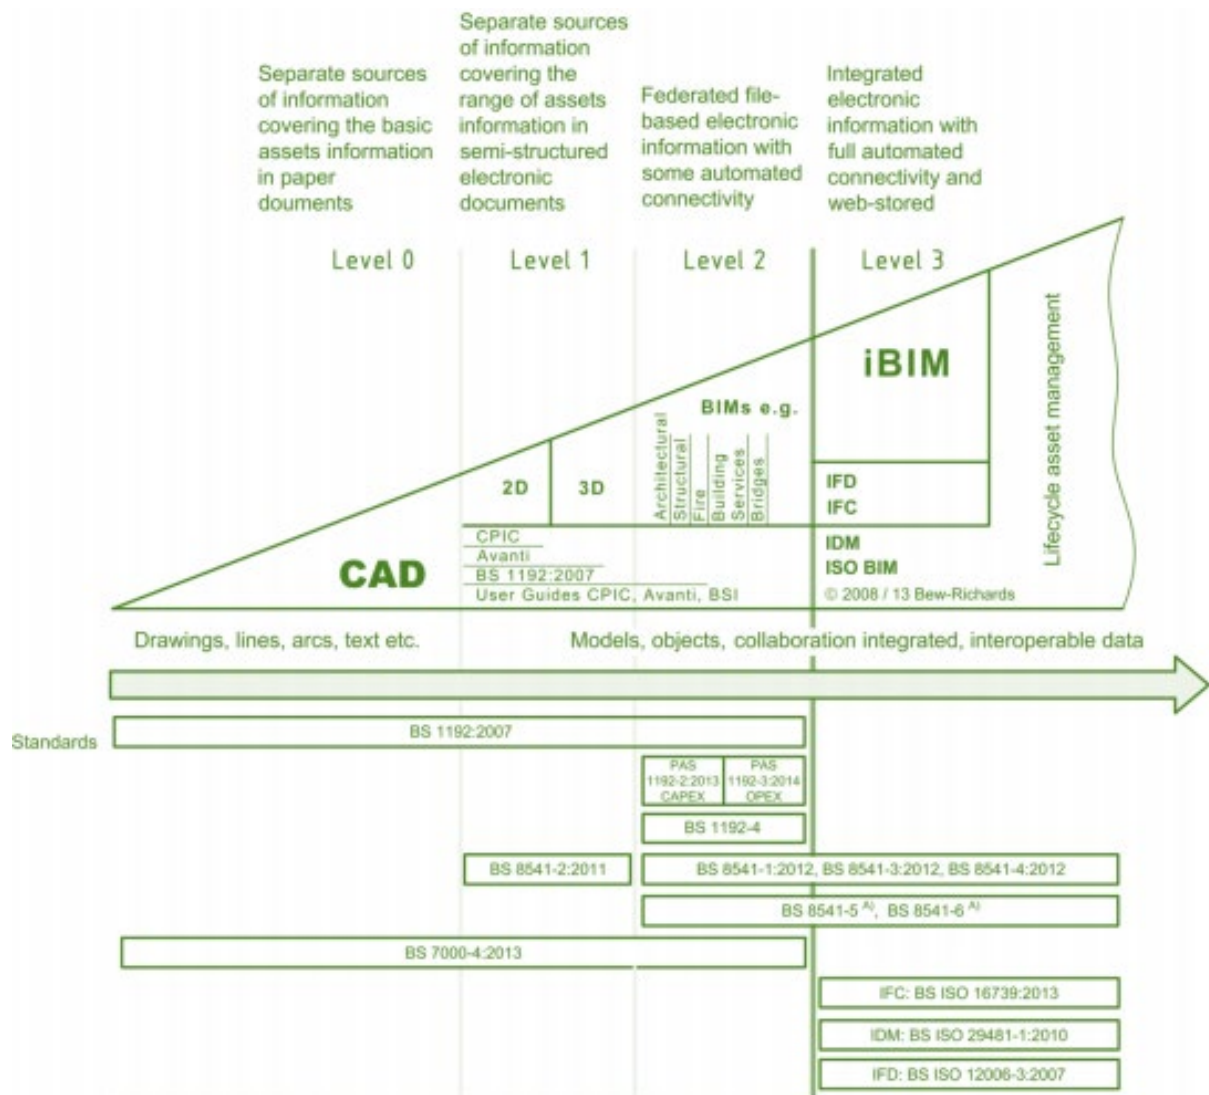 Separate sources
of information
covering the basic
assets information
in paper
douments
Separate sources
of information
covering the
range of assets
information in
semi-structured
electronic
documents
Federated file-
based electronic
information with
some automated
connectivity
Integrated
electronic
information with
full automated
connectivity and
web-stored
Level 0
Level 1
Level 2
Level 3
iBIM
BIMs e.g.
Architectural
Structural
Fire
Building
Services
Bridges
2D
3D
IFD
IFC
CAD
CPIC
Avanti
BS 1192:2007
User Guides CPIC, Avanti, BSI
IDM
ISO BIM
© 2008 / 13 Bew-Richards
Lifecycle asset management
Drawings, lines, arcs, text etc.
Models, objects, collaboration integrated, interoperable data
Standards
BS 1192:2007
PAS
1192-2:2013
CAPEX
PAS
1192-3:2014
OPEX
BS 1192-4
BS 8541-2:2011
BS 8541-1:2012, BS 8541-3:2012, BS 8541-4:2012
BS 8541-5 A), BS 8541-6 A)
BS 7000-4:2013
IFC: BS ISO 16739:2013
IDM: BS ISO 29481-1:2010
IFD: BS ISO 12006-3:2007